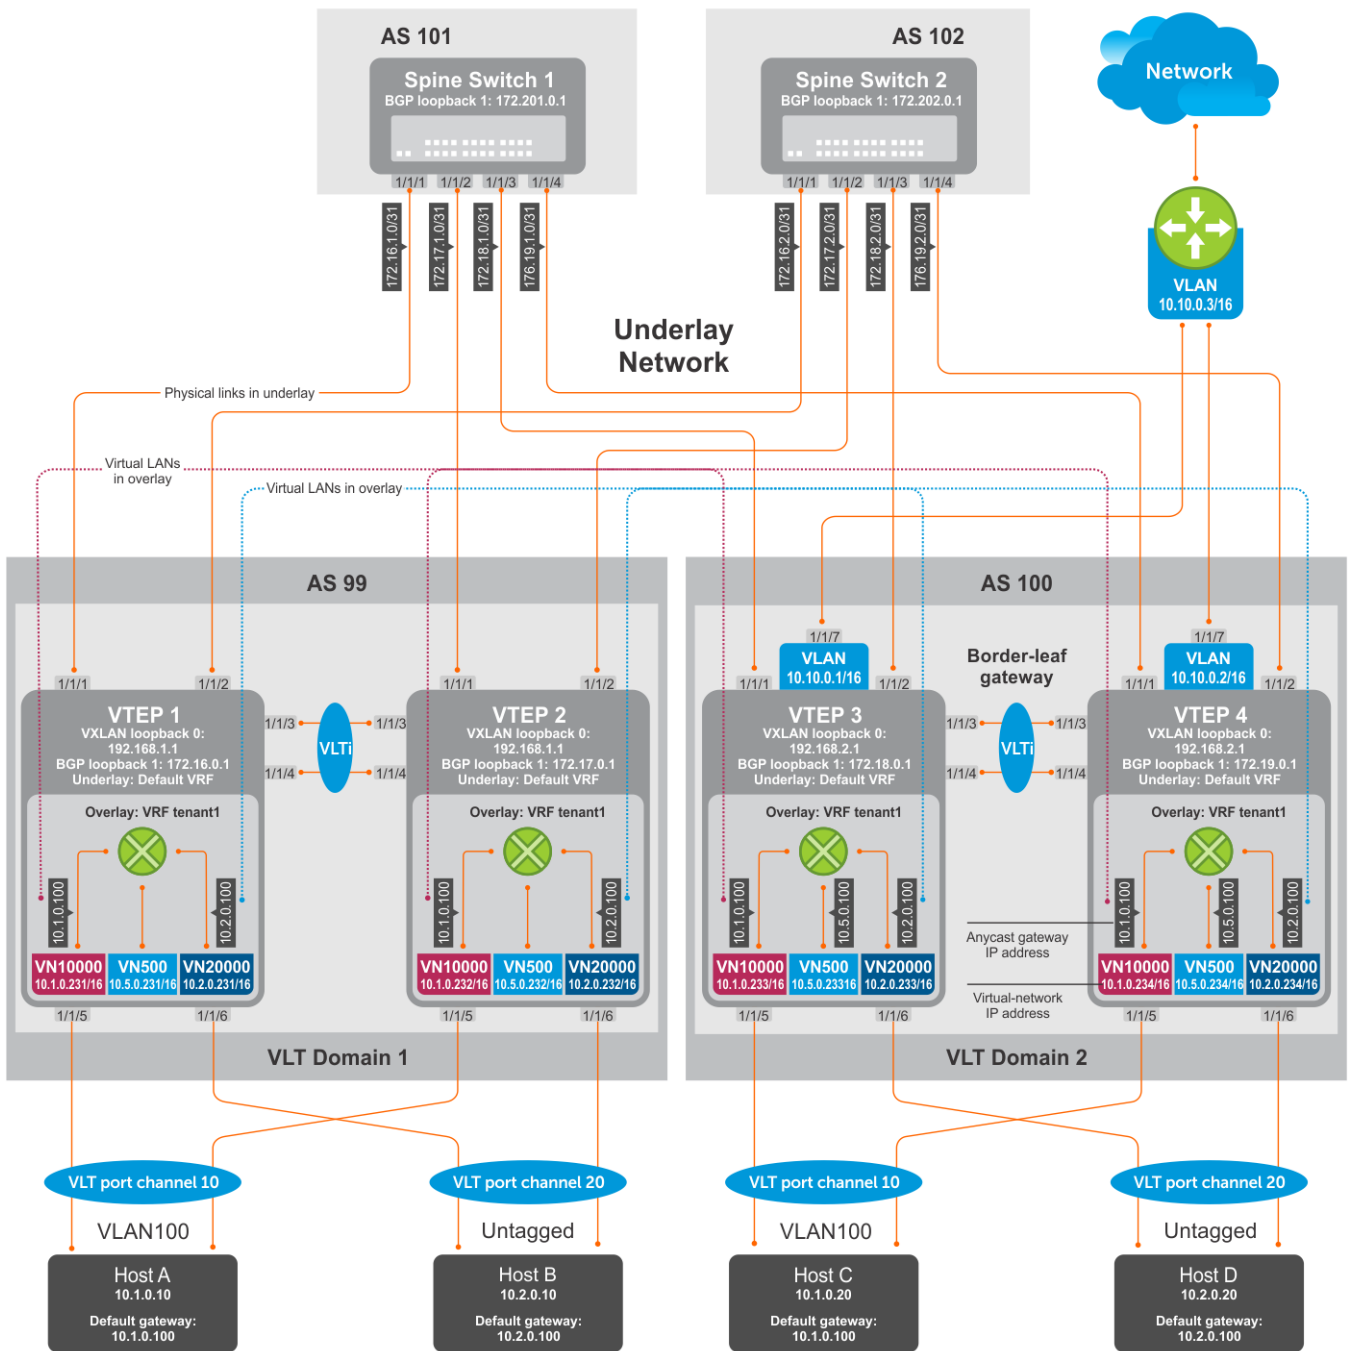 AS 101
AS 102
Spine Switch 1
BGP loopback 1: 172.201.0.1
Spine Switch 2
BGP loopback 1: 172.202.0.1
Network
1/1/1
1/1/2
1/1/3
1/1/4
1/1/1
1/1/2
1/1/3
1/1/4
172.16.1.0/31
172.17.1.0/31
172.18.1.0/31
176.19.1.0/31
172.16.2.0/31
172.17.2.0/31
172.18.2.0/31
176.19.2.0/31
VLAN
10.10.0.3/16
Underlay
Network
Physical links in underlay
Virtual LANs
in overlay
Virtual LANs in overlay
AS 99
AS 100
1/1/7
VLAN
10.10.0.1/16
Border-leaf
gateway
1/1/7
VLAN
10.10.0.2/16
1/1/1
1/1/2
1/1/1
1/1/2
1/1/1
1/1/2
1/1/1
1/1/2
VTEP 1
VXLAN loopback 0:
192.168.1.1
BGP loopback 1: 172.16.0.1
Underlay: Default VRF
1/1/3
1/1/4
VLTi
1/1/3
1/1/4
VTEP 2
VXLAN loopback 0:
192.168.1.1
BGP loopback 1: 172.17.0.1
Underlay: Default VRF
VTEP 3
VXLAN loopback 0:
192.168.2.1
BGP loopback 1: 172.18.0.1
Underlay: Default VRF
1/1/3
1/1/4
VLTi
1/1/3
1/1/4
VTEP 4
VXLAN loopback 0:
192.168.2.1
BGP loopback 1: 172.19.0.1
Underlay: Default VRF
Overlay: VRF tenant1
Overlay: VRF tenant1
Overlay: VRF tenant1
Overlay: VRF tenant1
10.1.0.100
10.2.0.100
10.1.0.100
10.2.0.100
10.1.0.100
10.5.0.100
10.2.0.100
10.1.0.100
10.5.0.100
10.2.0.100
Anycast gateway
IP address
VN10000
10.1.0.231/16
VN500
10.5.0.231/16
VN20000
10.2.0.231/16
VN10000
10.1.0.232/16
VN500
10.5.0.232/16
VN20000
10.2.0.232/16
VN10000
10.1.0.233/16
VN500
10.5.0.23316
VN20000
10.2.0.233/16
Virtual-network
IP address
VN10000
10.1.0.234/16
VN500
10.5.0.234/16
VN20000
10.2.0.234/16
1/1/5
1/1/6
1/1/5
1/1/6
1/1/5
1/1/6
1/1/5
1/1/6
VLT Domain 1
VLT Domain 2
VLT port channel 10
VLT port channel 20
VLT port channel 10
VLT port channel 20
VLAN100
Untagged
VLAN100
Untagged
Host A
10.1.0.10
Default gateway:
10.1.0.100
Host B
10.2.0.10
Default gateway:
10.2.0.100
Host C
10.1.0.20
Default gateway:
10.1.0.100
Host D
10.2.0.20
Default gateway:
10.2.0.100